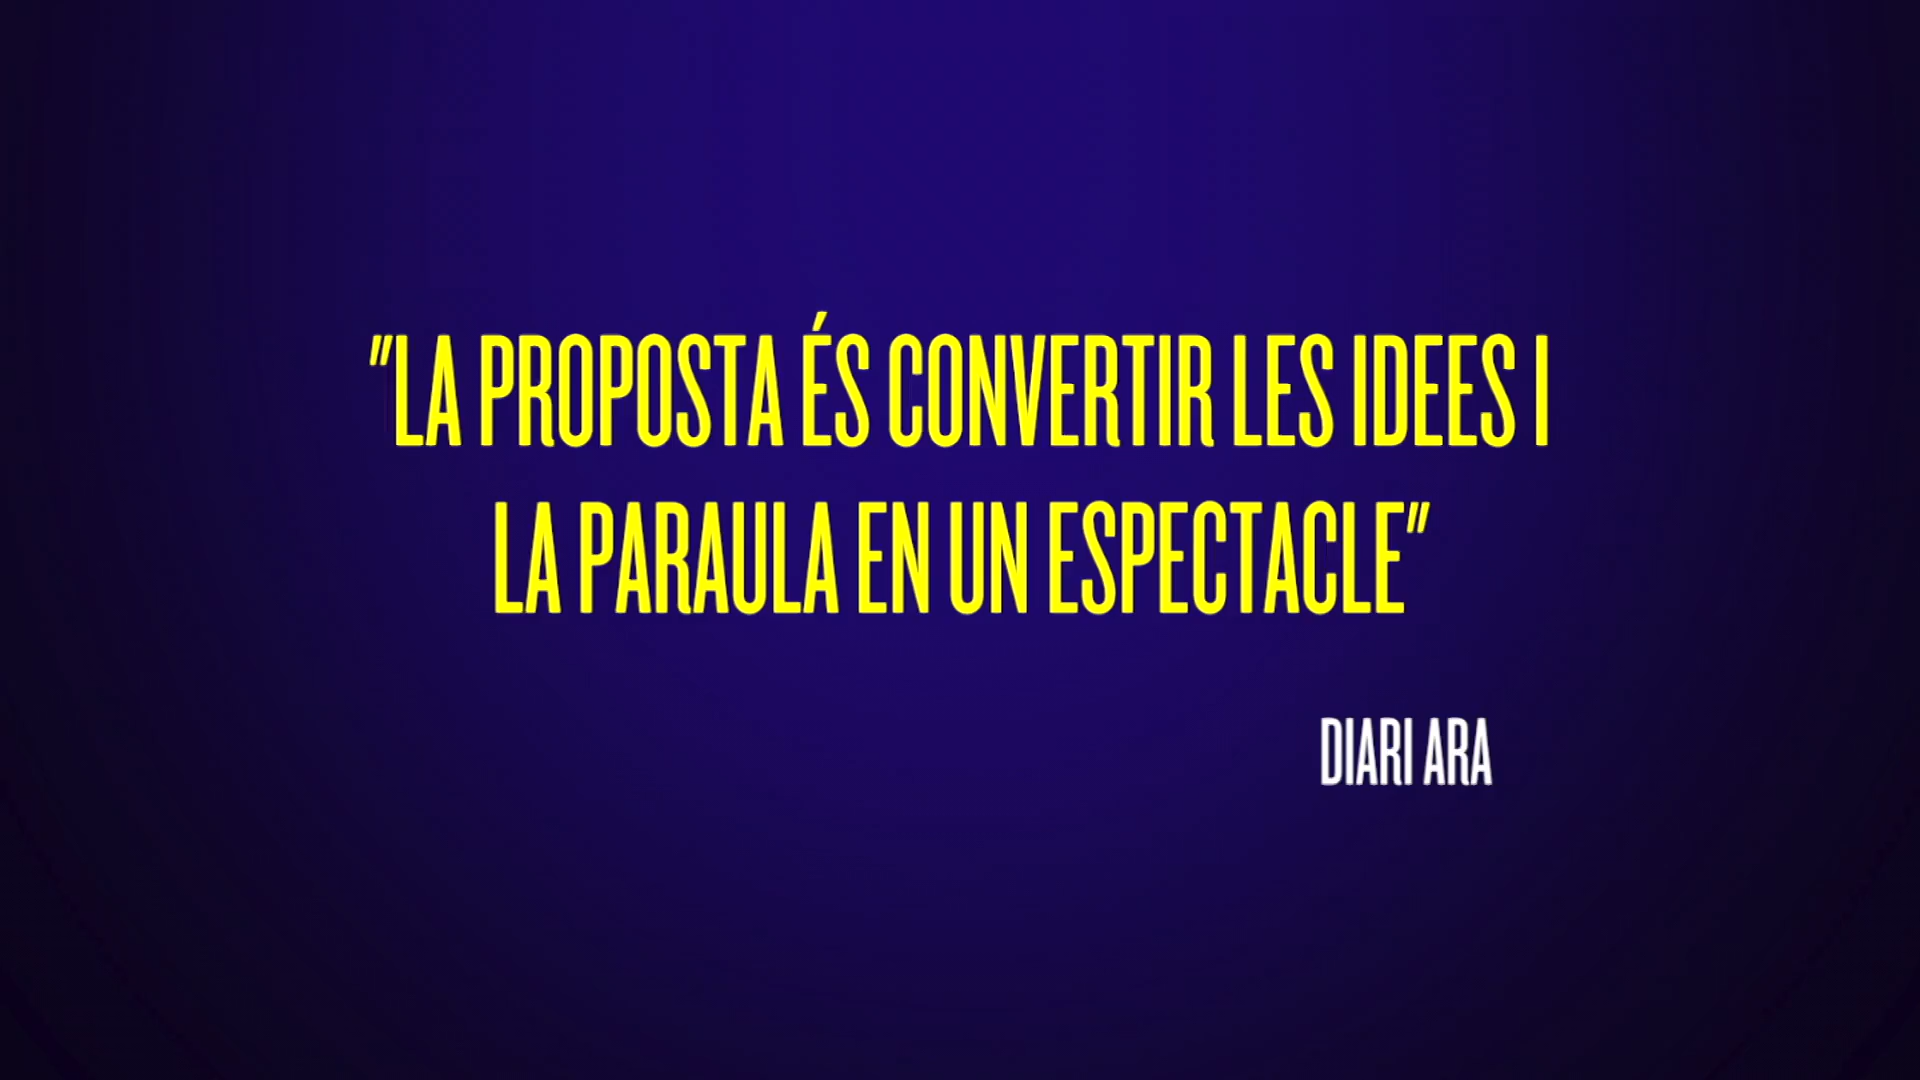 "LA PROPOSTA ÉS CONVERTIR LES IDEES I
LA PARAULA EN UN ESPECTACLE"
DIARI ARA